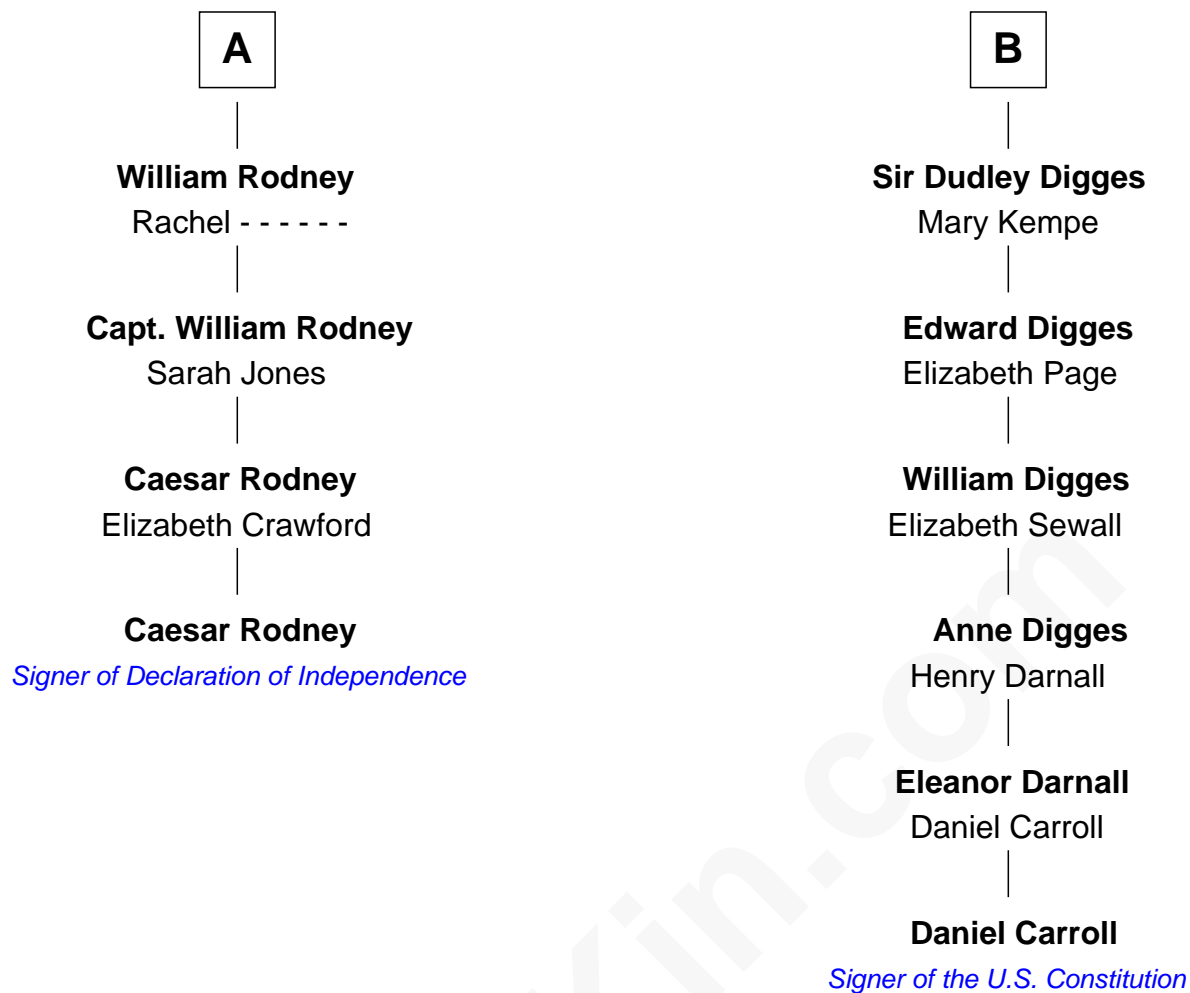 A
William Rodney
Rachel - - - - - -
Capt. William Rodney
Sarah Jones
Caesar Rodney
Elizabeth Crawford
Caesar Rodney
Signer of Declaration of Independence
B
Sir Dudley Digges
Mary Kempe
Edward Digges
Elizabeth Page
William Digges
Elizabeth Sewall
Anne Digges
Henry Darnall
Eleanor Darnall
Daniel Carroll
Daniel Carroll
Signer of the U.S. Constitution
Kin.com